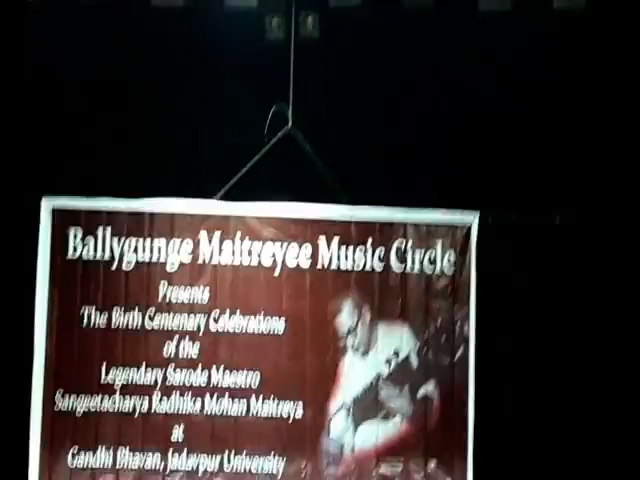 Ballygunge Maitreyee Music Circle
Presents
The Birth Centenary Celebrations
of the
Legendary Sarode Maestro
Sangeetacharya Radhika Mohan Maitreya
at
Gandhi Bhavan, Jadavpur University